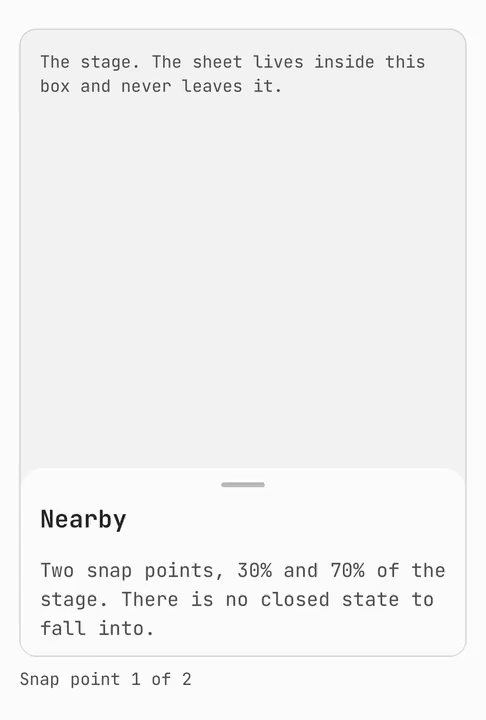 The stage. The sheet lives inside this
box and never leaves it.
Nearby
Two snap points, 30% and 70% of the
stage. There is no closed state to
fall into.
Snap point 1 of 2